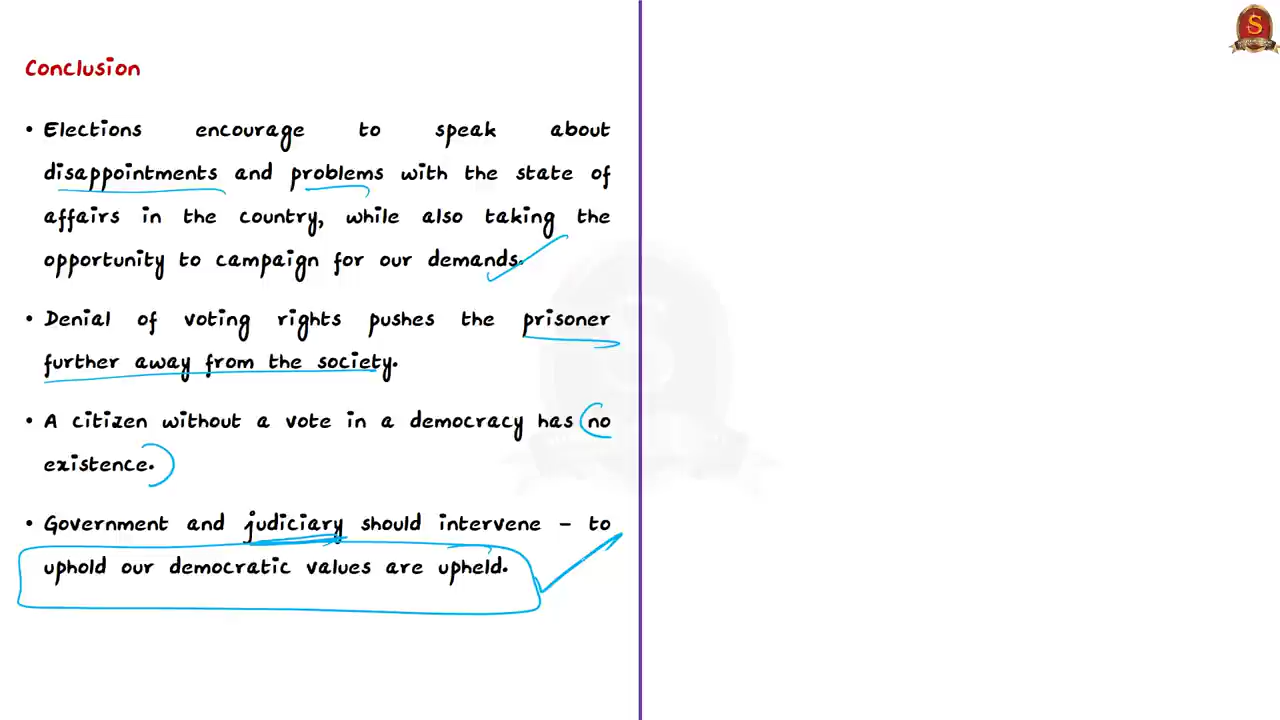 Conclusion
• Elections encourage to speak about
disappointments and problems with the state of
affairs in the country, while also taking the
opportunity to campaign for our demands.
• Denial of voting rights pushes the prisoner
further away from the society.
• A citizen without a vote in a democracy has no
existence.
• Government and judiciary should intervene – to
uphold our democratic values are upheld.
S